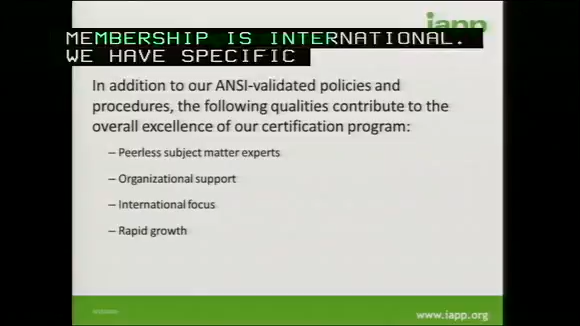 iapp
MEMBERSHIP IS INTERNATIONAL.
WE HAVE SPECIFIC
In addition to our ANSI-validated policies and
procedures, the following qualities contribute to the
overall excellence of our certification program:
– Peerless subject matter experts
– Organizational support
– International focus
– Rapid growth
www.iapp.org